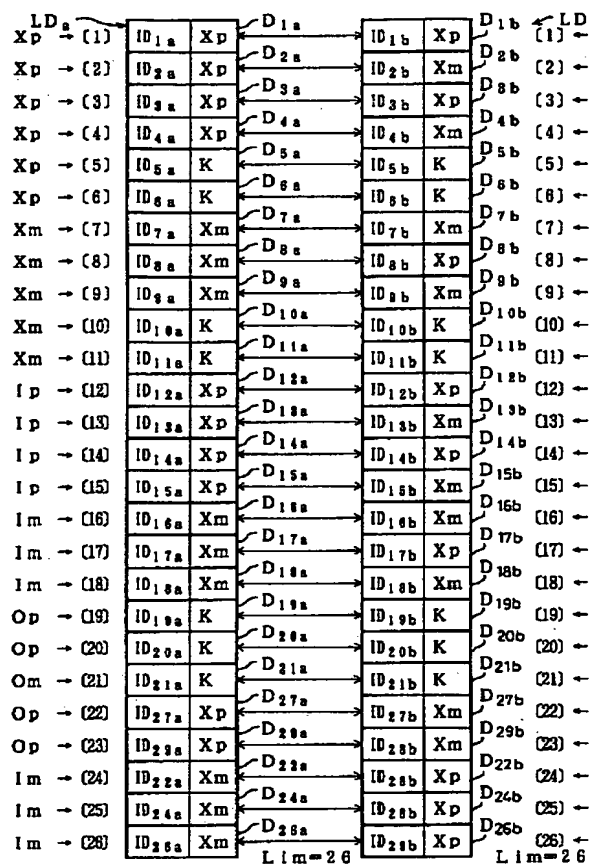 LDa D1a D1b LD
Xp → (1) ID1a Xp ID1b Xp (1) ←
D2a D2b
Xp → (2) ID2a Xp ID2b Xm (2) ←
D3a D3b
Xp → (3) ID3a Xp ID3b Xp (3) ←
D4a D4b
Xp → (4) ID4a Xp ID4b Xm (4) ←
D5a D5b
Xp → (5) ID5a K ID5b K (5) ←
D6a D6b
Xp → (6) ID6a K ID6b K (6) ←
D7a D7b
Xm → (7) ID7a Xm ID7b Xm (7) ←
D8a D8b
Xm → (8) ID8a Xm ID8b Xp (8) ←
D9a D9b
Xm → (9) ID9a Xm ID9b Xm (9) ←
D10a D10b
Xm → (10) ID10a K ID10b K (10) ←
D11a D11b
Xm → (11) ID11a K ID11b K (11) ←
D12a D12b
Ip → (12) ID12a Xp ID12b Xp (12) ←
D13a D13b
Ip → (13) ID13a Xp ID13b Xm (13) ←
D14a D14b
Ip → (14) ID14a Xp ID14b Xp (14) ←
D15a D15b
Ip → (15) ID15a Xp ID15b Xm (15) ←
D16a D16b
Im → (16) ID16a Xm ID16b Xm (16) ←
D17a D17b
Im → (17) ID17a Xm ID17b Xp (17) ←
D18a D18b
Im → (18) ID18a Xm ID18b Xm (18) ←
D19a D19b
Op → (19) ID19a K ID19b K (19) ←
D20a D20b
Op → (20) ID20a K ID20b K (20) ←
D21a D21b
Om → (21) ID21a K ID21b K (21) ←
D27a D27b
Op → (22) ID27a Xp ID27b Xm (22) ←
D29a D29b
Op → (23) ID29a Xp Xm (23) ←
D22a D22b
Im → (24) ID22a Xm Xp (24) ←
D24a D24b
Im → (25) ID24a Xm Xp (25) ←
D26a D26b
Im → (26) ID26a Xm Xp (26) ←
Lim=26 Lim=26